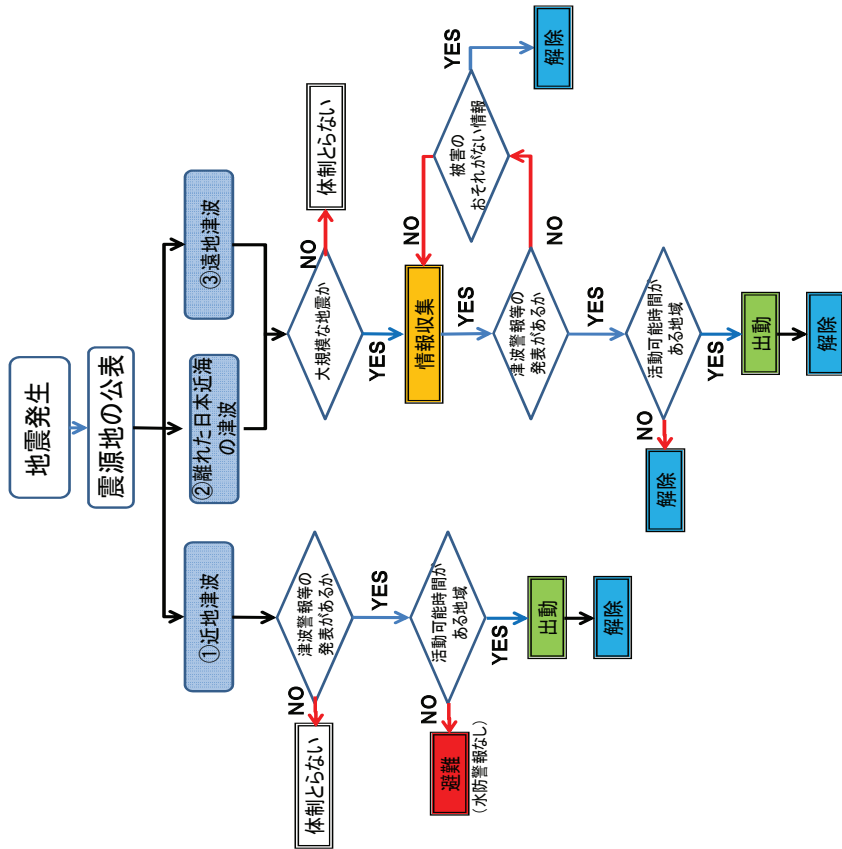 地震発生
震源地の公表
①近地津波
②離れた日本近海
の津波
③遠地津波
津波警報等の
発表があるか
NO
体制とらない
YES
活動可能時間が
ある地域
NO
避難
(水防警報なし)
YES
出動
解除
大規模な地震か
NO
体制とらない
YES
情報収集
YES
津波警報等の
発表があるか
NO
被害の
おそれがない情報
NO
YES
解除
YES
活動可能時間が
ある地域
NO
解除
YES
出動
解除